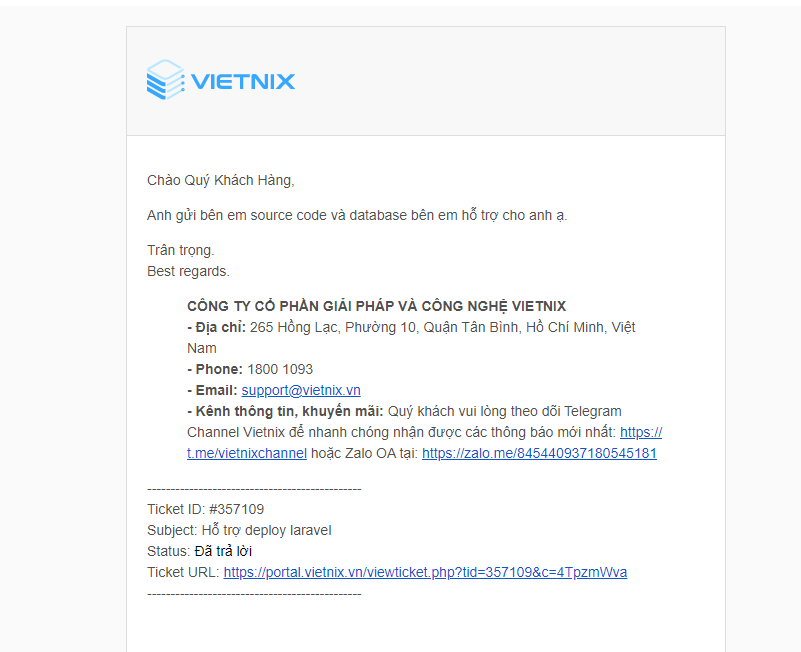 VIETNIX
Chào Quý Khách Hàng,
Anh gửi bên em source code và database bên em hỗ trợ cho anh ạ.
Trân trọng.
Best regards.
CÔNG TY CỔ PHẦN GIẢI PHÁP VÀ CÔNG NGHỆ VIETNIX
- Địa chỉ: 265 Hồng Lạc, Phường 10, Quận Tân Bình, Hồ Chí Minh, Việt
Nam
- Phone: 1800 1093
- Email: support@vietnix.vn
- Kênh thông tin, khuyến mãi: Quý khách vui lòng theo dõi Telegram
Channel Vietnix để nhanh chóng nhận được các thông báo mới nhất: https://
t.me/vietnixchannel hoặc Zalo OA tại: https://zalo.me/845440937180545181
----------------------------------------------
Ticket ID: #357109
Subject: Hỗ trợ deploy laravel
Status: Đã trả lời
Ticket URL: https://portal.vietnix.vn/viewticket.php?tid=357109&c=4TpzmWva
----------------------------------------------